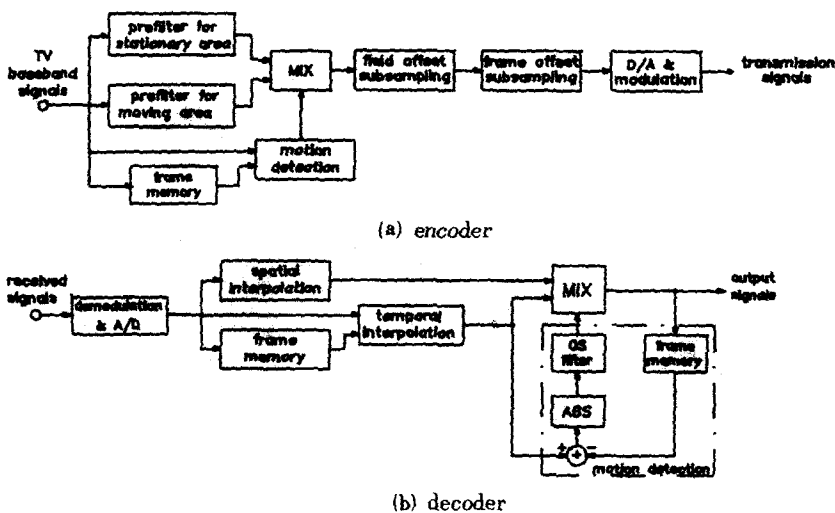 prefilter for
stationary area
TV
baseband
signals
prefilter for
moving area
MIX
field offset
subsampling
frame offset
subsampling
D/A &
modulation
transmission
signals
motion
detection
frame
memory
(a) encoder
received
signals
demodulation
& A/D
spatial
interpolation
frame
memory
temporal
interpolation
MIX
output
signals
filter
frame
memory
ABS
+
+
−
motion detection
(b) decoder